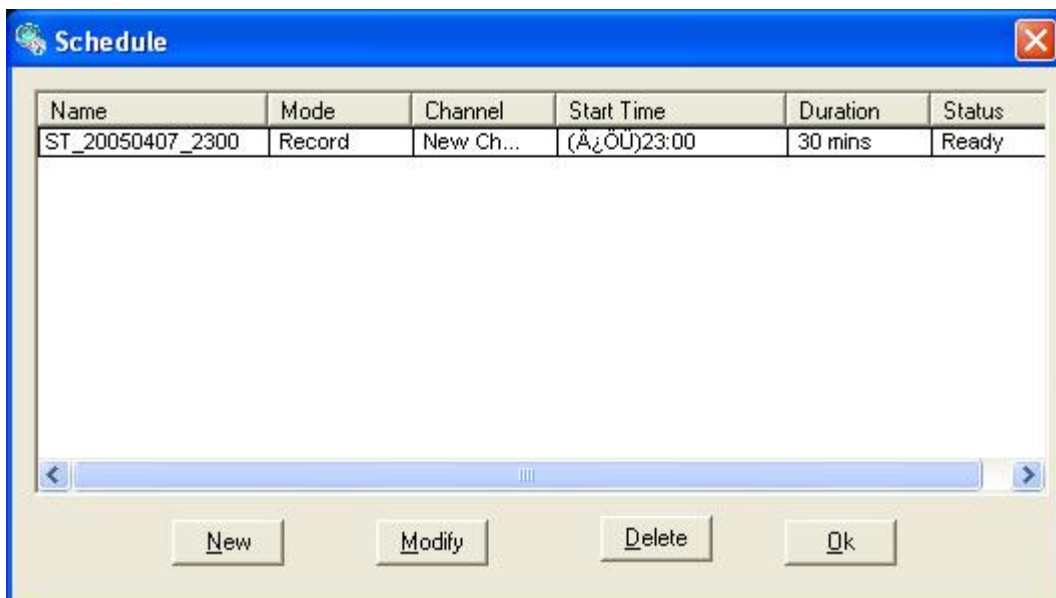 Schedule
Name Mode Channel Start Time Duration Status
ST_20050407_2300 Record New Ch... (Ä¿ÖÜ)23:00 30 mins Ready
New Modify Delete Ok